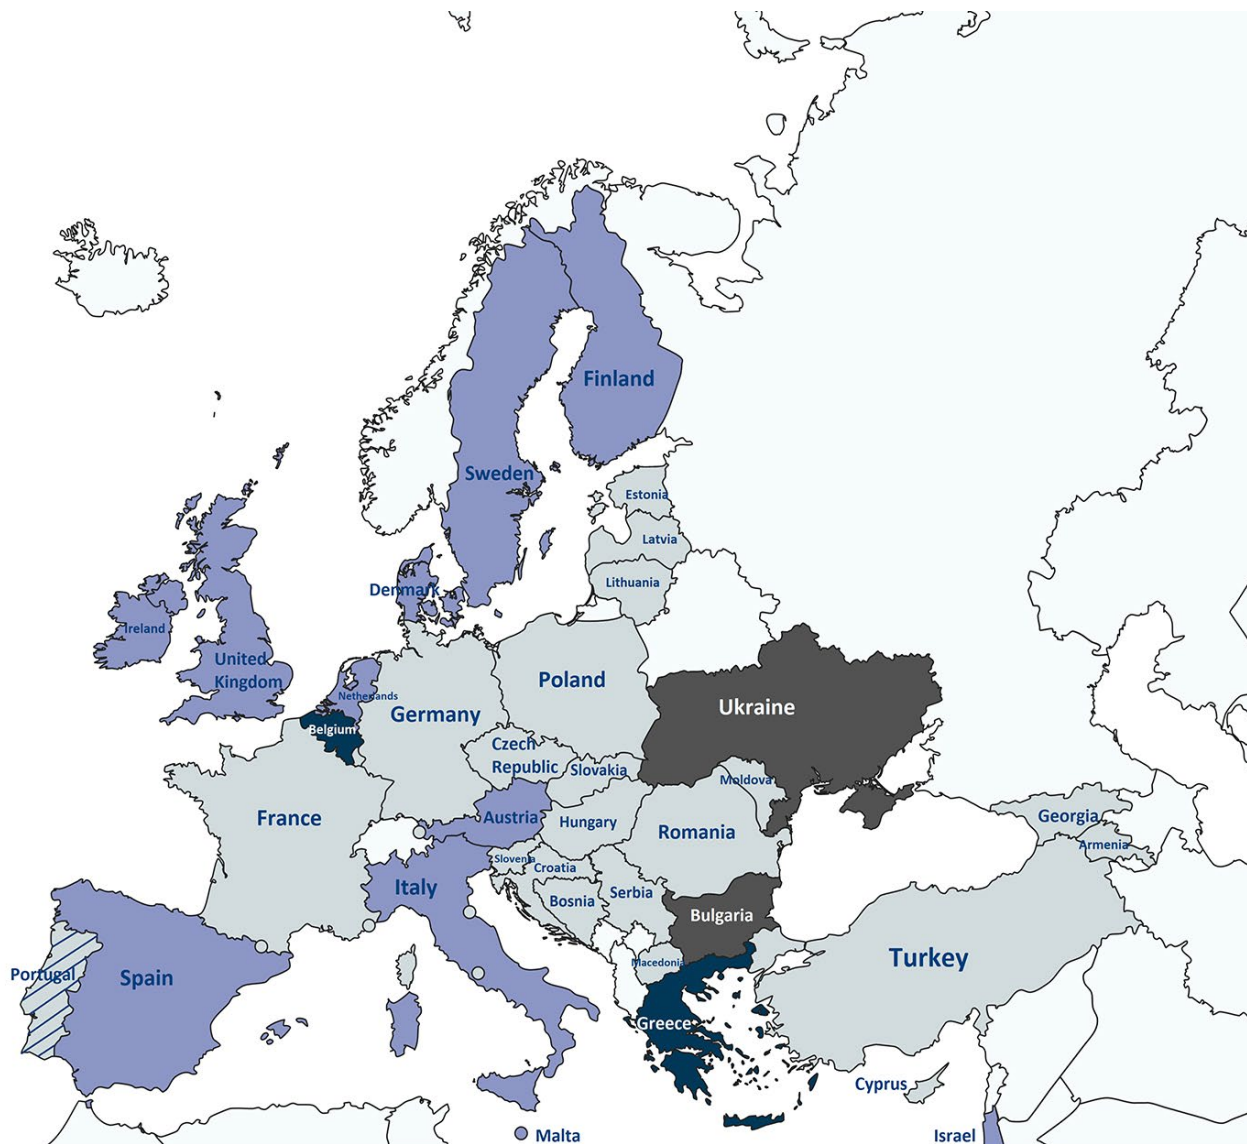 Finland
Sweden
Estonia
Latvia
Lithuania
Denmark
Ireland
United
Kingdom
Netherlands
Belgium
Germany
Poland
Ukraine
Czech
Republic
Slovakia
Moldova
France
Austria
Hungary
Romania
Georgia
Armenia
Slovenia
Croatia
Italy
Bosnia
Serbia
Bulgaria
Portugal
Spain
Macedonia
Turkey
Greece
Cyprus
Malta
Israel